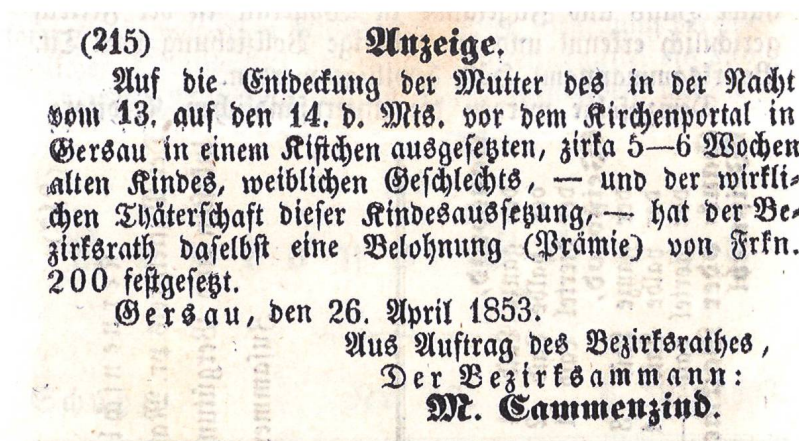 (215) Anzeige.
Auf die Entdeckung der Mutter des in der Nacht
vom 13. auf den 14. d. Mts. vor dem Kirchenportal in
Gersau in einem Kistchen ausgesetzten, zirka 5—6 Wochen
alten Kindes, weiblichen Geschlechts, — und der wirkli-
chen Thäterschaft dieser Kindesaussetzung, — hat der Be-
zirksrath daselbst eine Belohnung (Prämie) von Frkn.
200 festgesetzt.
Gersau, den 26. April 1853.
Aus Auftrag des Bezirksrathes,
Der Bezirksammann:
M. Cammenzind.